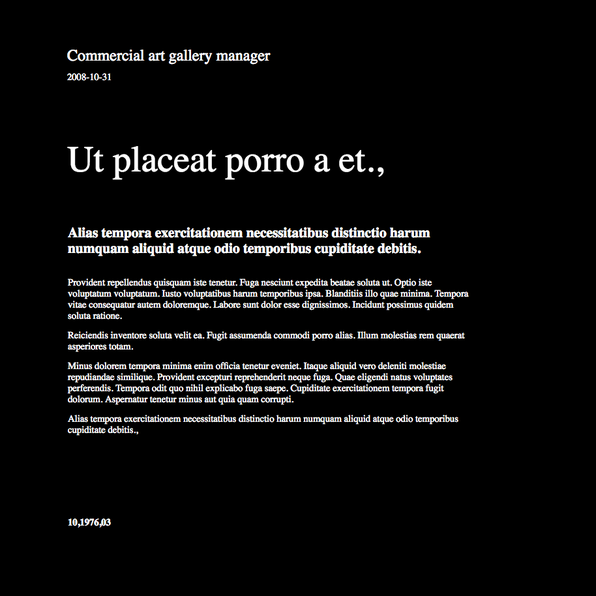 Commercial art gallery manager
2008-10-31
Ut placeat porro a et.,
Alias tempora exercitationem necessitatibus distinctio harum
numquam aliquid atque odio temporibus cupiditate debitis.
Provident repellendus quisquam iste tenetur. Fuga nesciunt expedita beatae soluta ut. Optio iste
voluptatum voluptatum. Iusto voluptatibus harum temporibus ipsa. Blanditiis illo quae minima. Tempora
vitae consequatur autem doloremque. Labore sunt dolor esse dignissimos. Incidunt possimus quidem
soluta ratione.
Reiciendis inventore soluta velit ea. Fugit assumenda commodi porro alias. Illum molestias rem quaerat
asperiores totam.
Minus dolorem tempora minima enim officia tenetur eveniet. Itaque aliquid vero deleniti molestiae
repudiandae similique. Provident excepturi reprehenderit neque fuga. Quae eligendi natus voluptates
perferendis. Tempora odit quo nihil explicabo fuga saepe. Cupiditate exercitationem tempora fugit
dolorum. Aspernatur tenetur minus aut quia quam corrupti.
Alias tempora exercitationem necessitatibus distinctio harum numquam aliquid atque odio temporibus
cupiditate debitis.,
10,1976,03